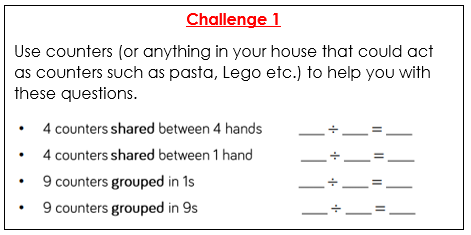 Challenge 1
Use counters (or anything in your house that could act
as counters such as pasta, Lego etc.) to help you with
these questions.
• 4 counters shared between 4 hands ___ ÷ ___ = ___
• 4 counters shared between 1 hand ___ ÷ ___ = ___
• 9 counters grouped in 1s ___ ÷ ___ = ___
• 9 counters grouped in 9s ___ ÷ ___ = ___